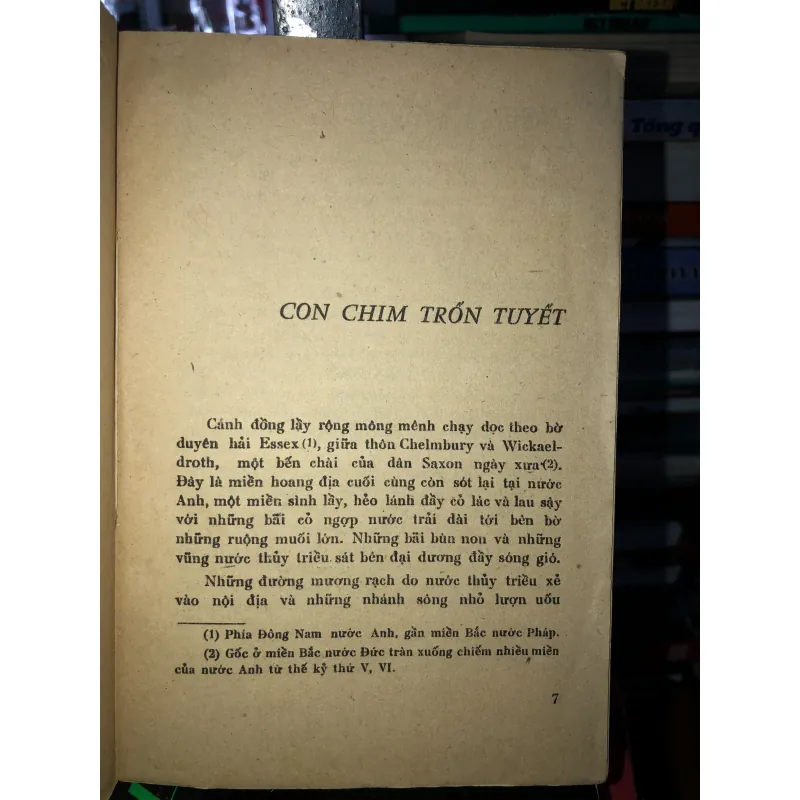 Tổng q
CON CHIM TRỐN TUYẾT
Cánh đồng lầy rộng mông mênh chạy dọc theo bờ
duyên hải Essex (1), giữa thôn Chelmbury và Wickael-
droth, một bến chài của dân Saxon ngày xưa (2).
Đây là miền hoang địa cuối cùng còn sót lại tại nước
Anh, một miền sình lầy, hẻo lánh đầy cỏ lác và lau sậy
với những bãi cỏ ngợp nước trải dài tới bên bờ
những ruộng muối lớn. Những bãi bùn non và những
vũng nước thủy triều sát bên đại dương đầy sóng gió.
Những đường mương rạch do nước thủy triều xẻ
vào nội địa và những nhánh sông nhỏ lượn uốu
(1) Phía Đông Nam nước Anh, gần miền Bắc nước Pháp.
(2) Gốc ở miền Bắc nước Đức tràn xuống chiếm nhiều miền
của nước Anh từ thế kỷ thứ V, VI.
7